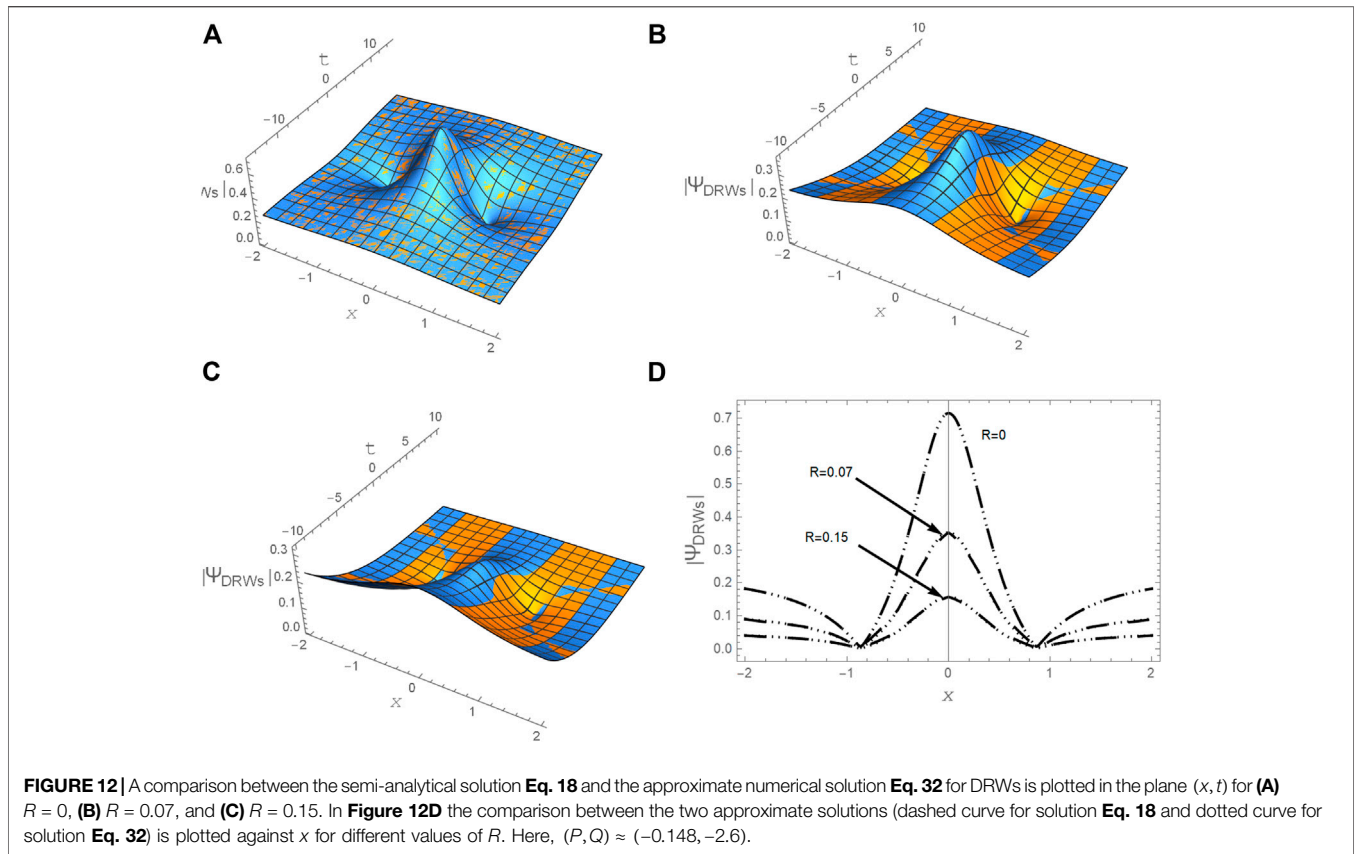 A
t
10
0
-10
0.6
ws|
0.4
0.2
0.0
-2
-1
0
1
2
x
B
t
10
5
0
-5
-10
0.3
|Ψ_DRWs|
0.2
0.1
0.0
-2
-1
0
1
2
x
C
t
10
5
0
-5
-10
0.3
|Ψ_DRWs|
0.2
0.1
0.0
-2
-1
0
1
2
x
D
0.7
0.6
0.5
0.4
0.3
0.2
0.1
0.0
|Ψ_DRWs|
R=0
R=0.07
R=0.15
-2
-1
0
1
2
x
FIGURE 12 | A comparison between the semi-analytical solution Eq. 18 and the approximate numerical solution Eq. 32 for DRWs is plotted in the plane (x, t) for (A)
R = 0, (B) R = 0.07, and (C) R = 0.15. In Figure 12D the comparison between the two approximate solutions (dashed curve for solution Eq. 18 and dotted curve for
solution Eq. 32) is plotted against x for different values of R. Here, (P, Q) ≈ (−0.148, −2.6).